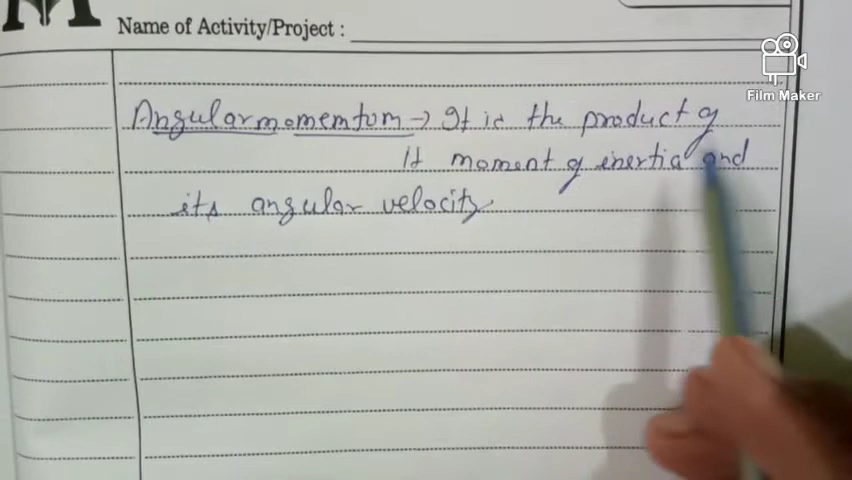 M
Name of Activity/Project :
Film Maker
Angular momentum → It is the product of
It moment of inertia and
its angular velocity